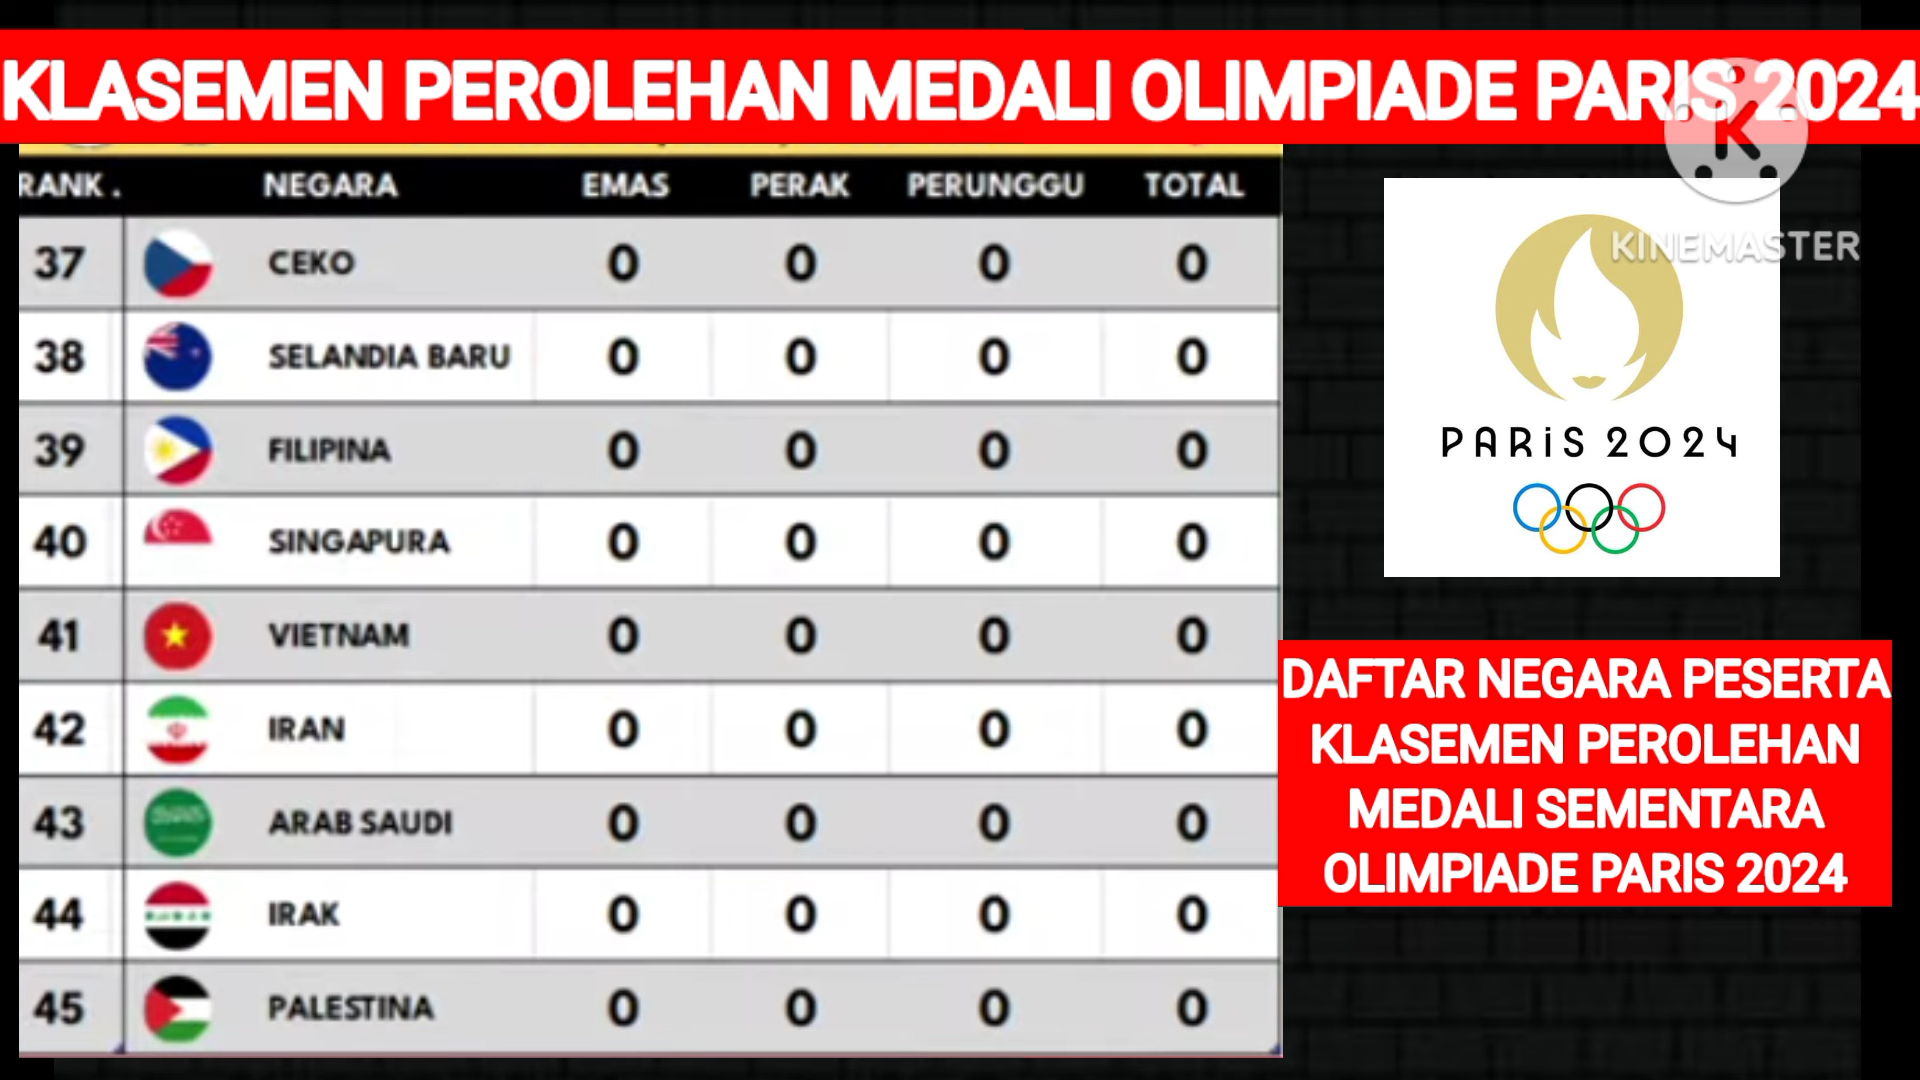 KLASEMEN PEROLEHAN MEDALI OLIMPIADE PARIS 2024
K
KINEMASTER
RANK. NEGARA EMAS PERAK PERUNGGU TOTAL
37 CEKO 0 0 0 0
38 SELANDIA BARU 0 0 0 0
39 FILIPINA 0 0 0 0
40 SINGAPURA 0 0 0 0
41 VIETNAM 0 0 0 0
42 IRAN 0 0 0 0
43 ARAB SAUDI 0 0 0 0
44 IRAK 0 0 0 0
45 PALESTINA 0 0 0 0
PARIS 2024
DAFTAR NEGARA PESERTA
KLASEMEN PEROLEHAN
MEDALI SEMENTARA
OLIMPIADE PARIS 2024